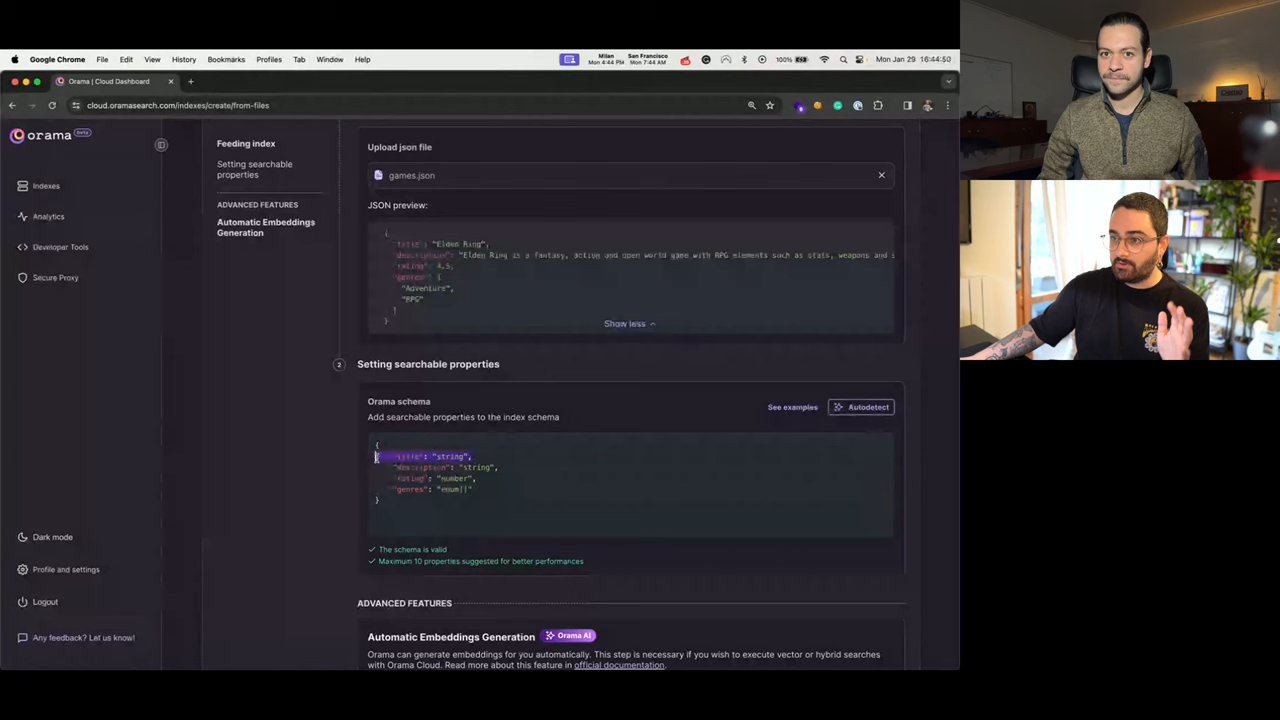 Google Chrome File Edit View History Bookmarks Profiles Tab Window Help
Milan
Mon 4:44 PM
San Francisco
Mon 7:44 AM
100%
Mon Jan 29 16:44:50
Orama | Cloud Dashboard
cloud.oramasearch.com/indexes/create/from-files
orama beta
Indexes
Analytics
Developer Tools
Secure Proxy
Dark mode
Profile and settings
Logout
Any feedback? Let us know!
Feeding index
Setting searchable
properties
ADVANCED FEATURES
Automatic Embeddings
Generation
Upload json file
games.json
JSON preview:
{
"title": "Elden Ring",
"description": "Elden Ring is a fantasy, action and open world game with RPG elements such as stats, weapons and s
"rating": 4.5,
"genres": [
"Adventure",
"RPG"
]
}
Show less
2
Setting searchable properties
Orama schema
Add searchable properties to the index schema
See examples
Autodetect
{
"title": "string",
"description": "string",
"rating": "number",
"genres": "enum[]"
}
The schema is valid
Maximum 10 properties suggested for better performances
ADVANCED FEATURES
Automatic Embeddings Generation
Orama AI
Orama can generate embeddings for you automatically. This step is necessary if you wish to execute vector or hybrid searches
with Orama Cloud. Read more about this feature in official documentation.